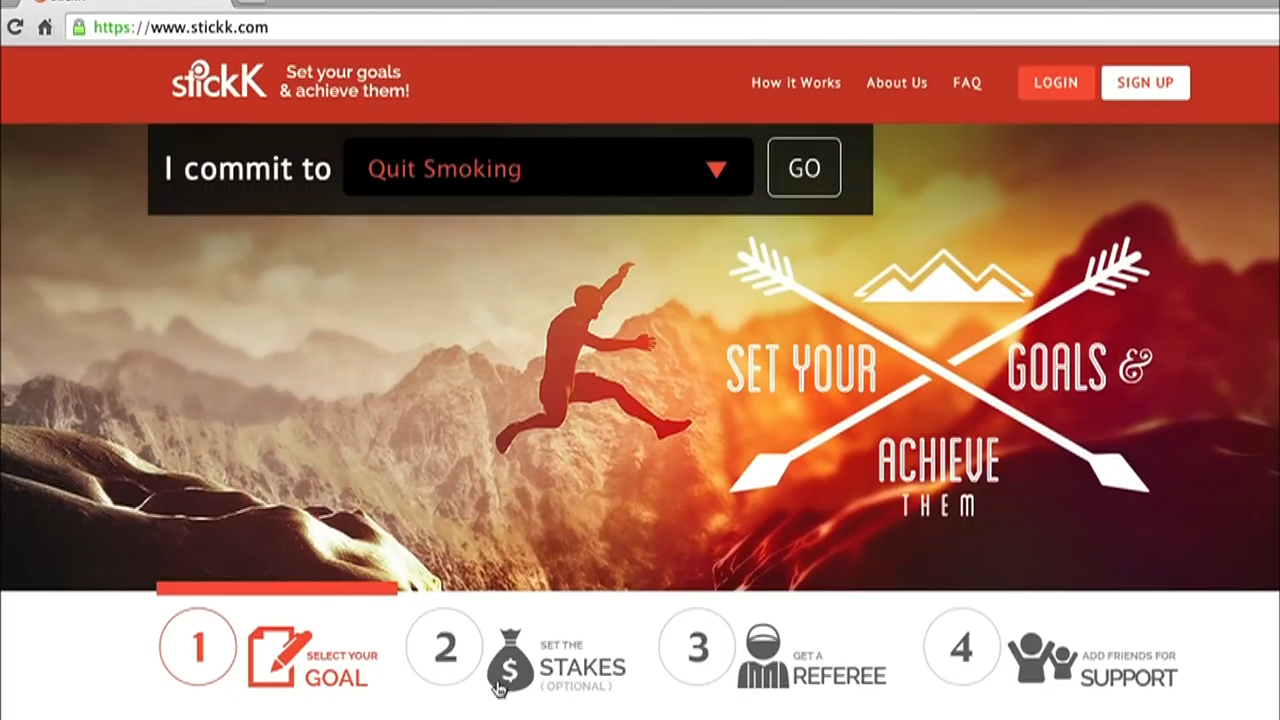 https://www.stickk.com
stickK
Set your goals
& achieve them!
How it Works
About Us
FAQ
LOGIN
SIGN UP
I commit to
Quit Smoking
GO
SET YOUR GOALS &
ACHIEVE
THEM
1
SELECT YOUR
GOAL
2
$
SET THE
STAKES
(OPTIONAL)
3
GET A
REFEREE
4
ADD FRIENDS FOR
SUPPORT